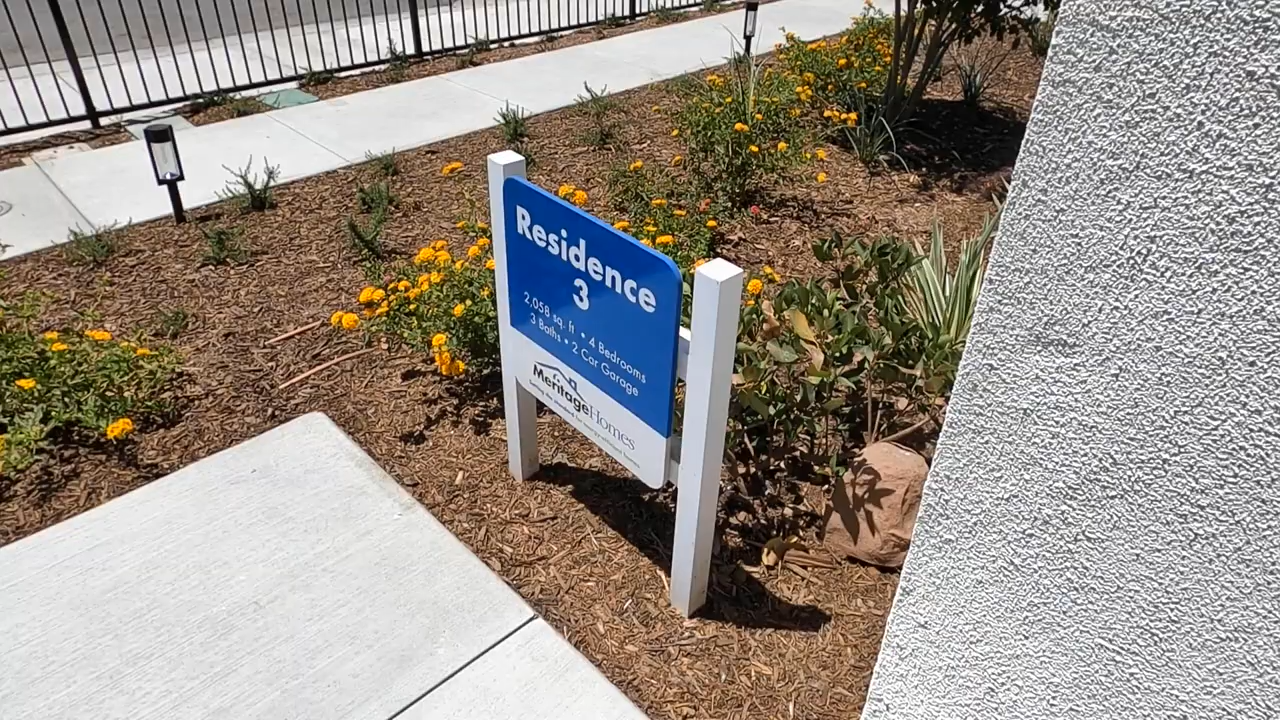 Residence
3
2,058 sq. ft • 4 Bedrooms
3 Baths • 2 Car Garage
MeritageHomes